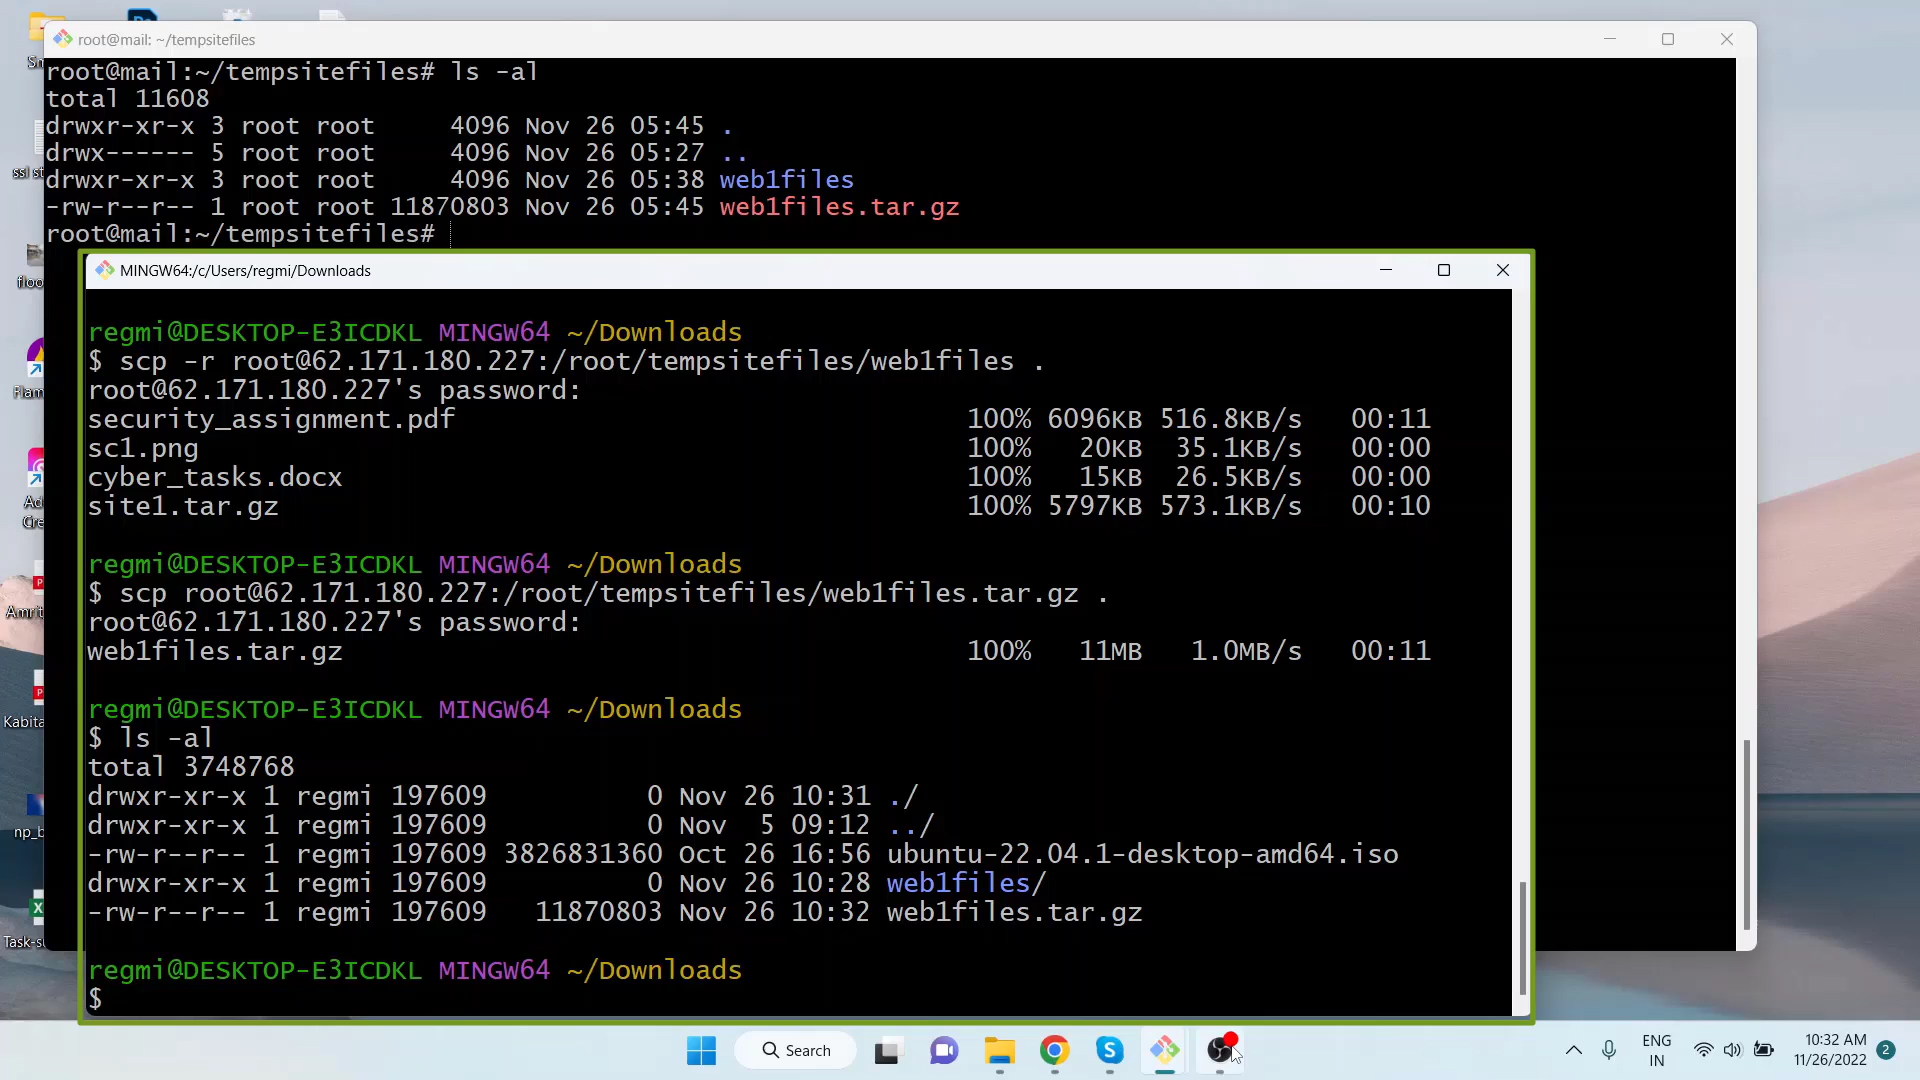 root@mail: ~/tempsitefiles
root@mail:~/tempsitefiles# ls -al
total 11608
drwxr-xr-x 3 root root     4096 Nov 26 05:45 .
drwx------ 5 root root     4096 Nov 26 05:27 ..
drwxr-xr-x 3 root root     4096 Nov 26 05:38 web1files
-rw-r--r-- 1 root root 11870803 Nov 26 05:45 web1files.tar.gz
root@mail:~/tempsitefiles#
MINGW64:/c/Users/regmi/Downloads
regmi@DESKTOP-E3ICDKL MINGW64 ~/Downloads
$ scp -r root@62.171.180.227:/root/tempsitefiles/web1files .
root@62.171.180.227's password:
security_assignment.pdf 100% 6096KB 516.8KB/s 00:11
sc1.png 100% 20KB 35.1KB/s 00:00
cyber_tasks.docx 100% 15KB 26.5KB/s 00:00
site1.tar.gz 100% 5797KB 573.1KB/s 00:10
regmi@DESKTOP-E3ICDKL MINGW64 ~/Downloads
$ scp root@62.171.180.227:/root/tempsitefiles/web1files.tar.gz .
root@62.171.180.227's password:
web1files.tar.gz 100% 11MB 1.0MB/s 00:11
regmi@DESKTOP-E3ICDKL MINGW64 ~/Downloads
$ ls -al
total 3748768
drwxr-xr-x 1 regmi 197609          0 Nov 26 10:31 ./
drwxr-xr-x 1 regmi 197609          0 Nov  5 09:12 ../
-rw-r--r-- 1 regmi 197609 3826831360 Oct 26 16:56 ubuntu-22.04.1-desktop-amd64.iso
drwxr-xr-x 1 regmi 197609          0 Nov 26 10:28 web1files/
-rw-r--r-- 1 regmi 197609   11870803 Nov 26 10:32 web1files.tar.gz
regmi@DESKTOP-E3ICDKL MINGW64 ~/Downloads
$
Search
ENG
IN
10:32 AM
11/26/2022
2